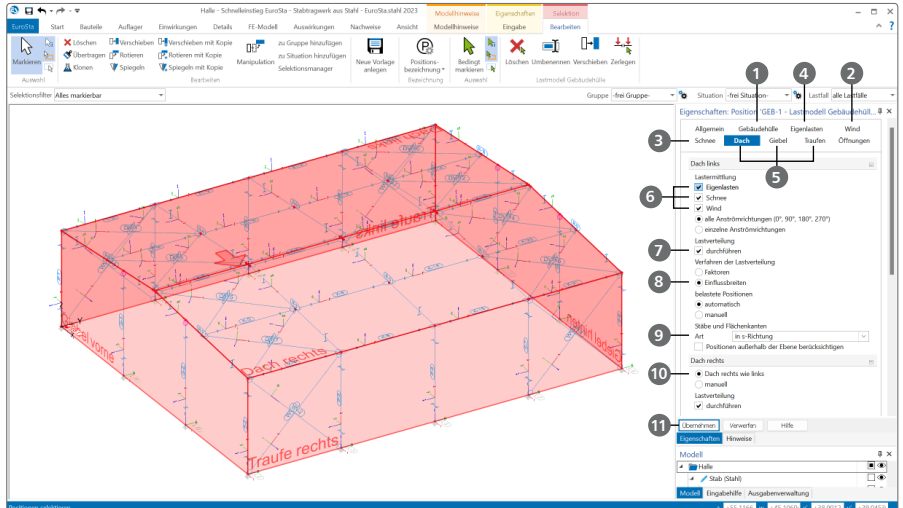 Halle - Schnelleinstieg EuroSta - Stabtragwerk aus Stahl - EuroSta.stahl 2023
Modellhinweise Eigenschaften Selektion
EuroSta Start Bauteile Auflager Einwirkungen Details FE-Modell Auswirkungen Nachweise Ansicht Modellhinweise Eingabe Bearbeiten
Löschen Verschieben Verschieben mit Kopie zu Gruppe hinzufügen
Übertragen Rotieren Rotieren mit Kopie zu Situation hinzufügen
Klonen Spiegeln Spiegeln mit Kopie Selektionsmanager
Markieren Manipulation Neue Vorlage anlegen Positions-bezeichnung Bedingt markieren Löschen Umbenennen Verschieben Zerlegen
Auswahl Bearbeiten Bezeichnung Auswahl Lastmodell Gebäudehülle
Selektionsfilter Alles markierbar Gruppe -frei Gruppe- Situation -frei Situation- Lastfall alle Lastfälle
Eigenschaften: Position 'GEB-1 - Lastmodell Gebäudehüll...
1 4 2
Allgemein Gebäudehülle Eigenlasten Wind
3 Schnee Dach Giebel Traufen Öffnungen
5
Dach links
Lastermittlung
6 Eigenlasten
Schnee
Wind
alle Anströmrichtungen (0°, 90°, 180°, 270°)
einzelne Anströmrichtungen
Lastverteilung
7 durchführen
Verfahren der Lastverteilung
Faktoren
8 Einflussbreiten
belastete Positionen
automatisch
manuell
Stäbe und Flächenkanten
9 Art in s-Richtung
Positionen außerhalb der Ebene berücksichtigen
Dach rechts
10 Dach rechts wie links
manuell
Lastverteilung
durchführen
11 Übernehmen Verwerfen Hilfe
Eigenschaften Hinweise
Modell
Halle
Stab (Stahl)
Modell Eingabehilfe Ausgabenverwaltung
Traufe links
Giebel hinten
Dach rechts
Traufe rechts
Positionen selektieren